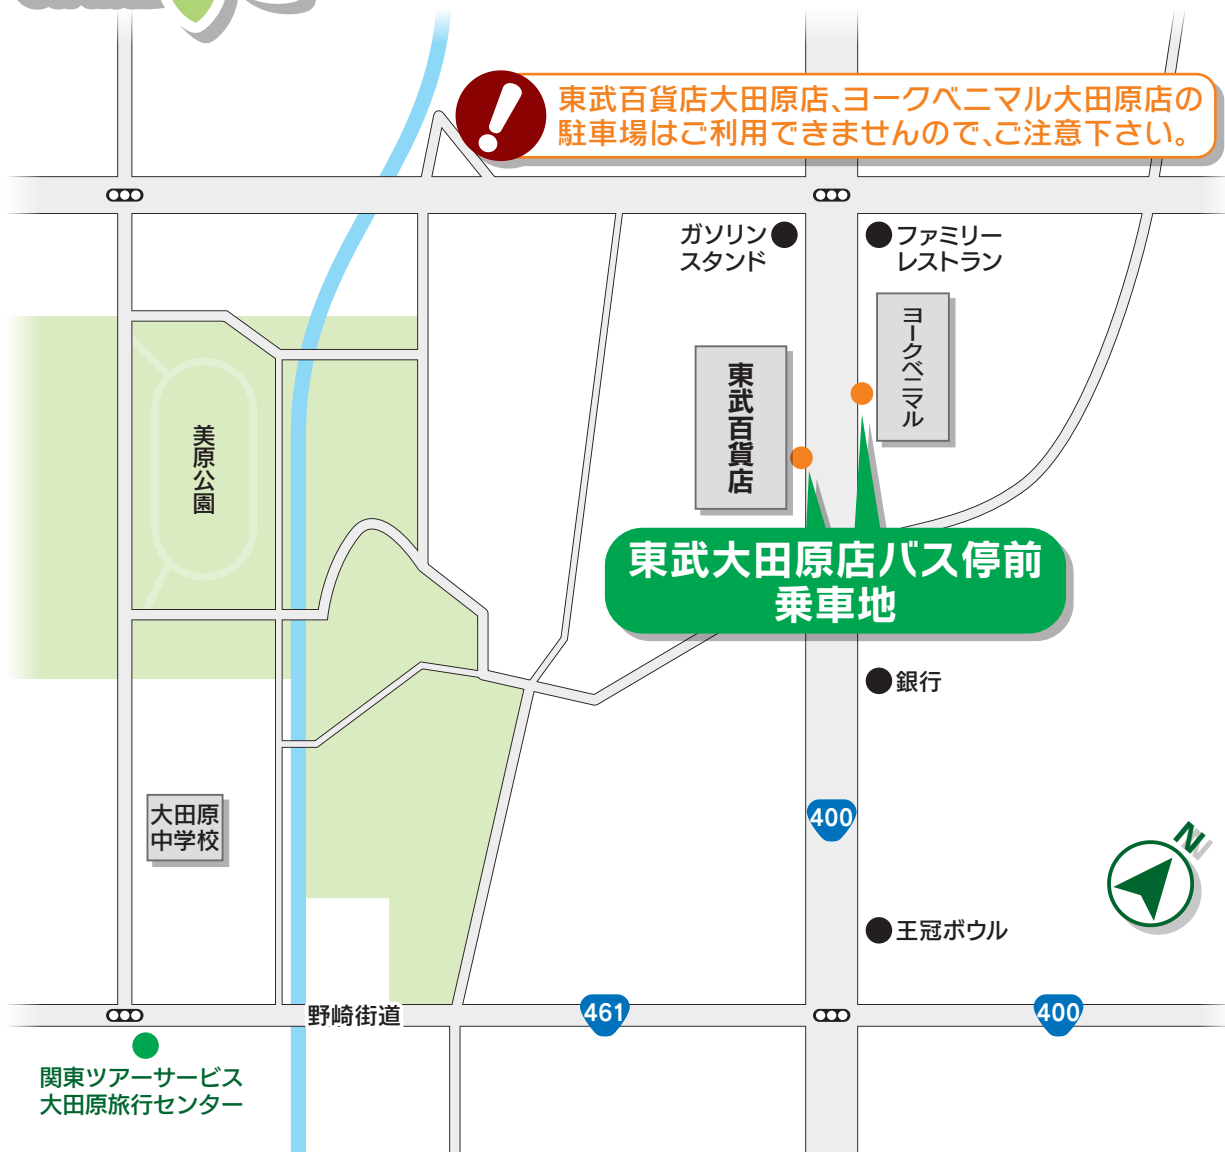 東武百貨店大田原店、ヨークベニマル大田原店の
駐車場はご利用できませんので、ご注意下さい。
ガソリン
スタンド
ファミリー
レストラン
ヨークベニマル
東武百貨店
美原公園
東武大田原店バス停前
乗車地
銀行
大田原
中学校
400
N
王冠ボウル
野崎街道
461
400
関東ツアーサービス
大田原旅行センター